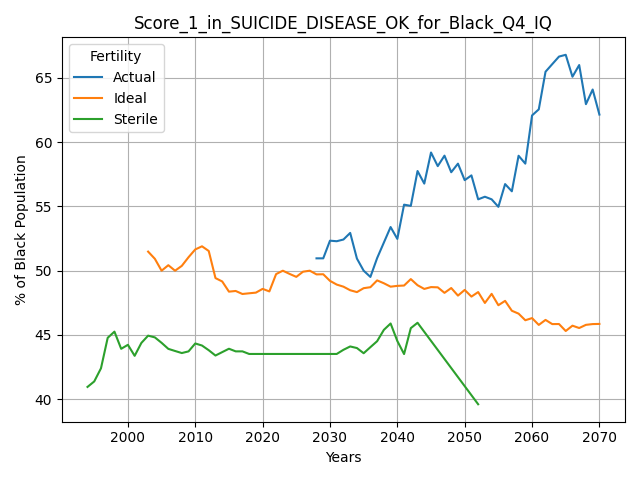 Score_1_in_SUICIDE_DISEASE_OK_for_Black_Q4_IQ
Fertility
Actual
Ideal
Sterile
% of Black Population
65
60
55
50
45
40
2000
2010
2020
2030
2040
2050
2060
2070
Years